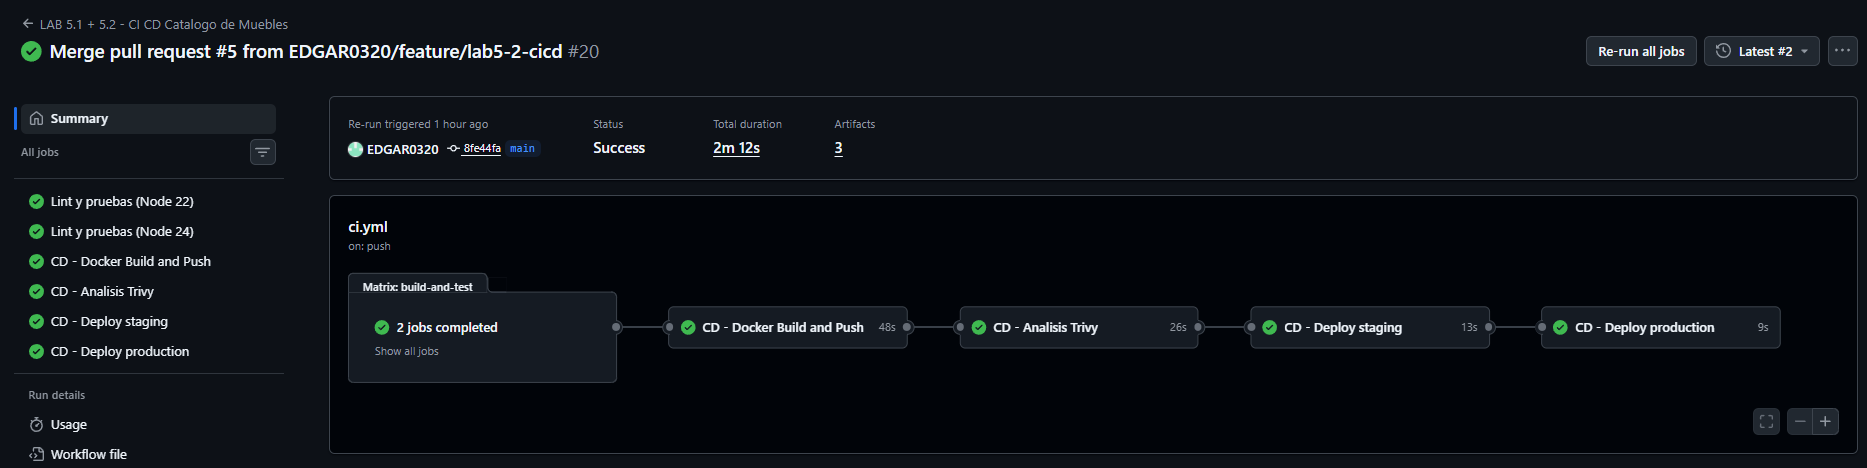 LAB 5.1 + 5.2 - CI CD Catalogo de Muebles
Merge pull request #5 from EDGAR0320/feature/lab5-2-cicd #20
Re-run all jobs
Latest #2
Summary
All jobs
Lint y pruebas (Node 22)
Lint y pruebas (Node 24)
CD - Docker Build and Push
CD - Analisis Trivy
CD - Deploy staging
CD - Deploy production
Run details
Usage
Workflow file
Re-run triggered 1 hour ago
EDGAR0320 8fe44fa main
Status
Success
Total duration
2m 12s
Artifacts
3
ci.yml
on: push
Matrix: build-and-test
2 jobs completed
Show all jobs
CD - Docker Build and Push 48s
CD - Analisis Trivy 26s
CD - Deploy staging 13s
CD - Deploy production 9s